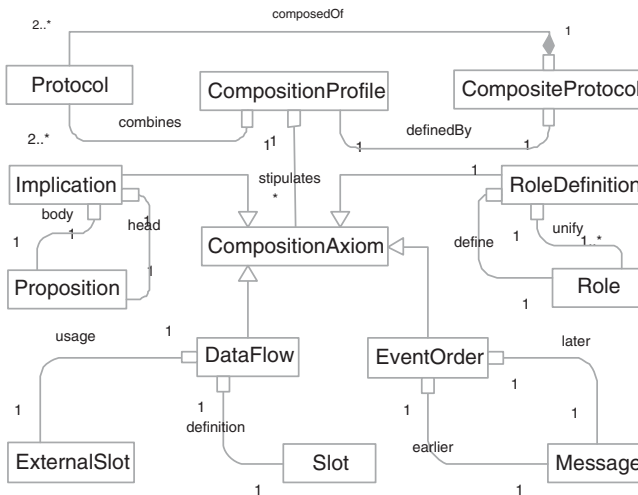 composedOf
2..*
1
Protocol
CompositionProfile
CompositeProtocol
combines
definedBy
2..*
1
1
1
1
stipulates
*
1
Implication
RoleDefinition
body
head
1
1
1
define
unify
1
1..*
CompositionAxiom
1
Proposition
Role
1
usage
1
DataFlow
EventOrder
later
1
1
1
1
definition
1
1
earlier
ExternalSlot
Slot
Message
1
1